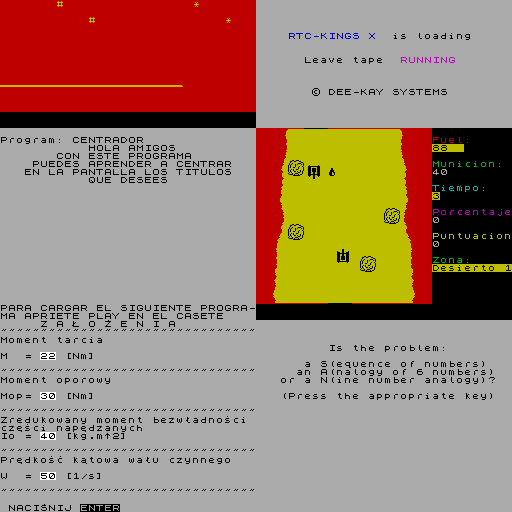 # *
# *
RTC-KINGS X is loading
Leave tape RUNNING
© DEE-KAY SYSTEMS
Program: CENTRADOR
HOLA AMIGOS
CON ESTE PROGRAMA
PUEDES APRENDER A CENTRAR
EN LA PANTALLA LOS TITULOS
QUE DESEES
PARA CARGAR EL SIGUIENTE PROGRA-
MA APRIETE PLAY EN EL CASETE
Fuel:
88
Municion:
40
Tiempo:
3
Porcentaje
0
Puntuacion
0
Zona:
Desierto 1
Z A Ł O Ż E N I A
Moment tarcia
M = 22 [Nm]
Moment oporowy
Mop= 30 [Nm]
Zredukowany moment bezwładności
części napędzanych
Io = 40 [kg.m↑2]
Prędkość kątowa wału czynnego
W = 50 [1/s]
NACIŚNIJ ENTER
Is the problem:
a S(equence of numbers)
an A(nalogy of 6 numbers)
or a N(ine number analogy)?
(Press the appropriate key)